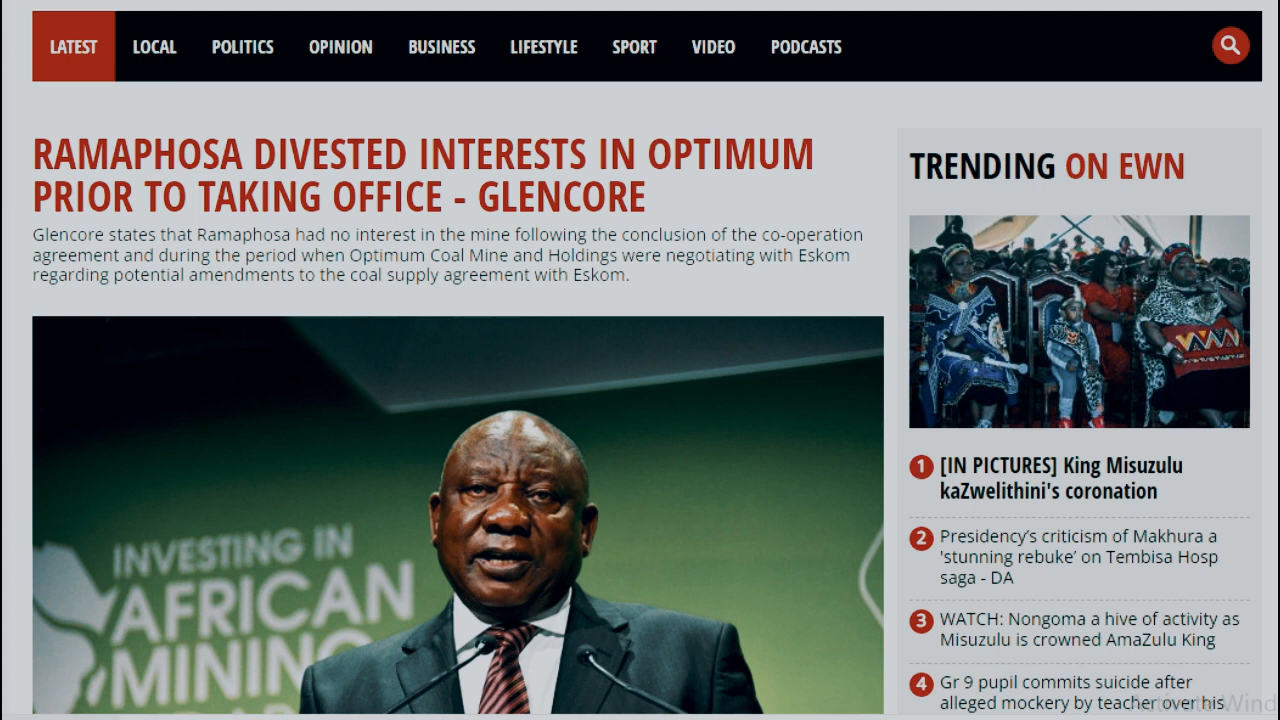 LATEST LOCAL POLITICS OPINION BUSINESS LIFESTYLE SPORT VIDEO PODCASTS
RAMAPHOSA DIVESTED INTERESTS IN OPTIMUM
PRIOR TO TAKING OFFICE - GLENCORE
Glencore states that Ramaphosa had no interest in the mine following the conclusion of the co-operation
agreement and during the period when Optimum Coal Mine and Holdings were negotiating with Eskom
regarding potential amendments to the coal supply agreement with Eskom.
INVESTING IN
AFRICAN
MINING
TRENDING ON EWN
1 [IN PICTURES] King Misuzulu
kaZwelithini's coronation
2 Presidency’s criticism of Makhura a
'stunning rebuke’ on Tembisa Hosp
saga - DA
3 WATCH: Nongoma a hive of activity as
Misuzulu is crowned AmaZulu King
4 Gr 9 pupil commits suicide after
alleged mockery by teacher over his
Activate Wind